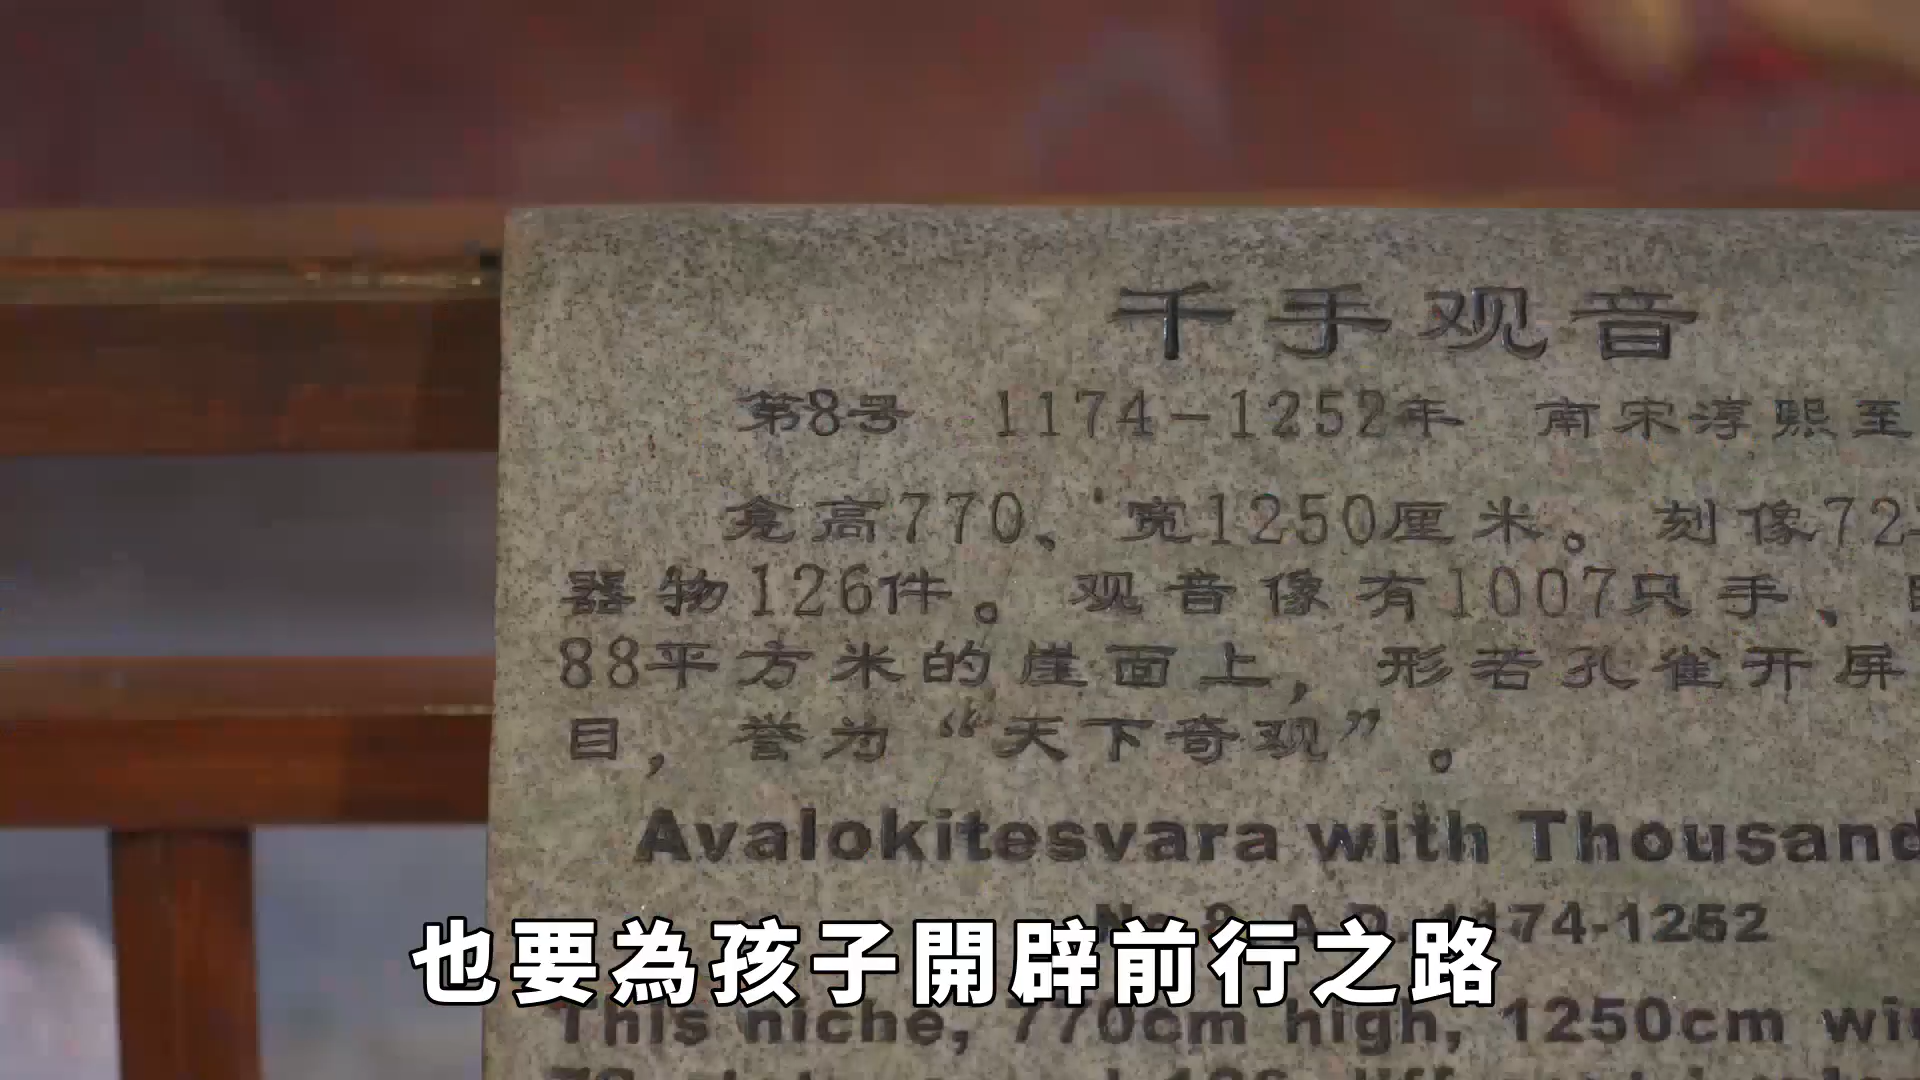 千手观音
第8号 1174-1252年 南宋淳熙至
龛高770、宽1250厘米。刻像72
器物126件。观音像有1007只手、
88平方米的崖面上，形若孔雀开屏
目，誉为“天下奇观”。
Avalokitesvara with Thousand
No.8 A.D. 1174-1252
也要為孩子開辟前行之路
This niche, 770cm high, 1250cm